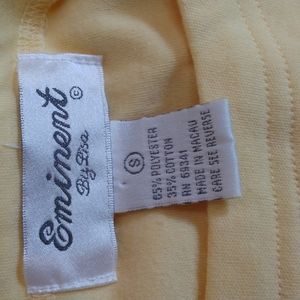 Eminent ©
By Lisa
S
65% POLYESTER
35% COTTON
RN 69341
MADE IN MACAU
CARE SEE REVERSE